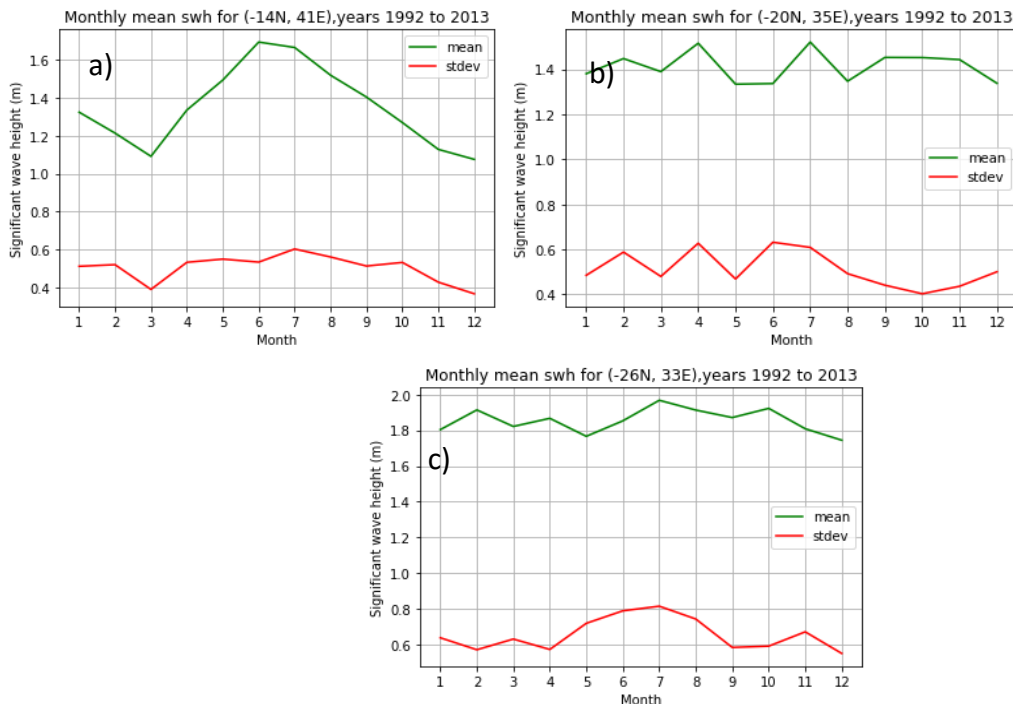 Monthly mean swh for (-14N, 41E),years 1992 to 2013
a)
mean
stdev
Significant wave height (m)
1.6
1.4
1.2
1.0
0.8
0.6
0.4
1 2 3 4 5 6 7 8 9 10 11 12
Month
Monthly mean swh for (-20N, 35E),years 1992 to 2013
b)
mean
stdev
Significant wave height (m)
1.4
1.2
1.0
0.8
0.6
0.4
1 2 3 4 5 6 7 8 9 10 11 12
Month
Monthly mean swh for (-26N, 33E),years 1992 to 2013
c)
mean
stdev
Significant wave height (m)
2.0
1.8
1.6
1.4
1.2
1.0
0.8
0.6
1 2 3 4 5 6 7 8 9 10 11 12
Month